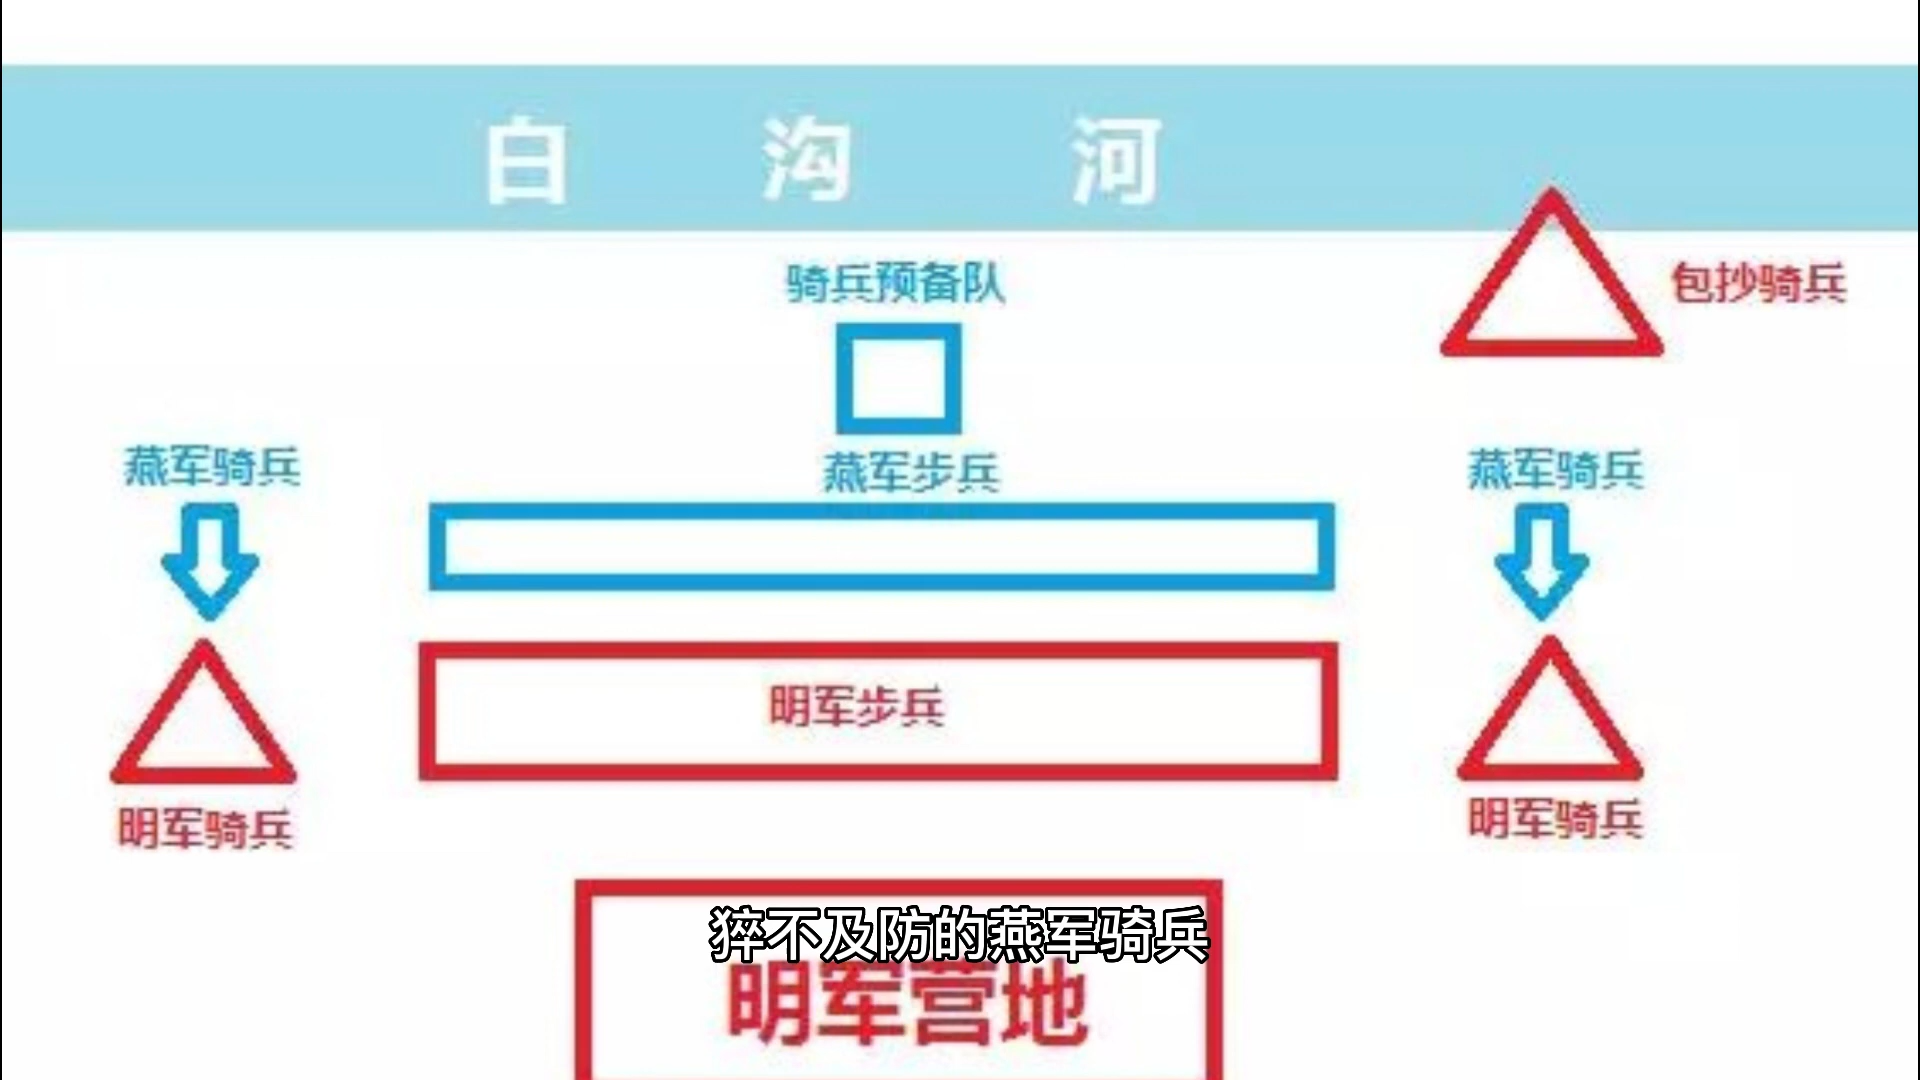 白 沟 河
骑兵预备队
包抄骑兵
燕军骑兵
燕军步兵
燕军骑兵
明军步兵
明军骑兵
明军骑兵
猝不及防的燕军骑兵
明军营地